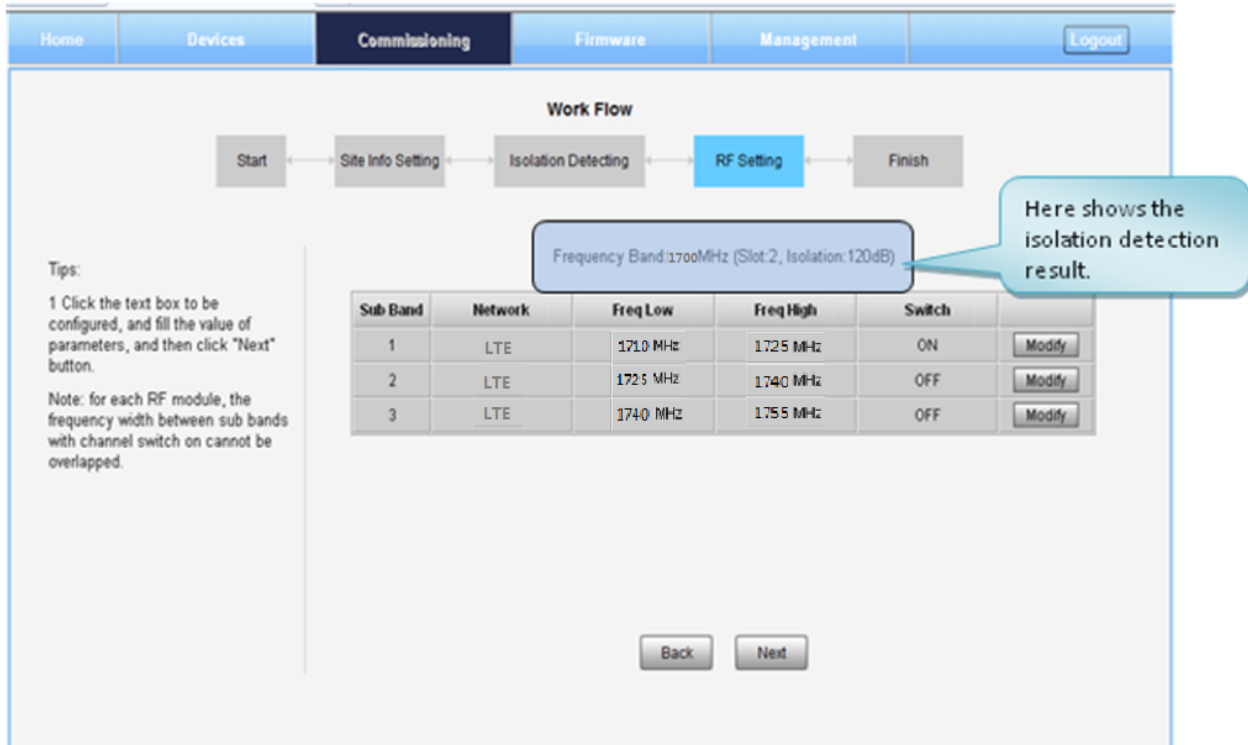 Home Devices Commissioning Firmware Management Logout
Work Flow
Start Site Info Setting Isolation Detecting RF Setting Finish
Here shows the
isolation detection
result.
Frequency Band:1700MHz (Slot:2, Isolation:120dB)
Tips:
1 Click the text box to be
configured, and fill the value of
parameters, and then click "Next"
button.
Note: for each RF module, the
frequency width between sub bands
with channel switch on cannot be
overlapped.
Sub Band Network Freq Low Freq High Switch
1 LTE 1710 MHz 1725 MHz ON Modify
2 LTE 1725 MHz 1740 MHz OFF Modify
3 LTE 1740 MHz 1755 MHz OFF Modify
Back Next